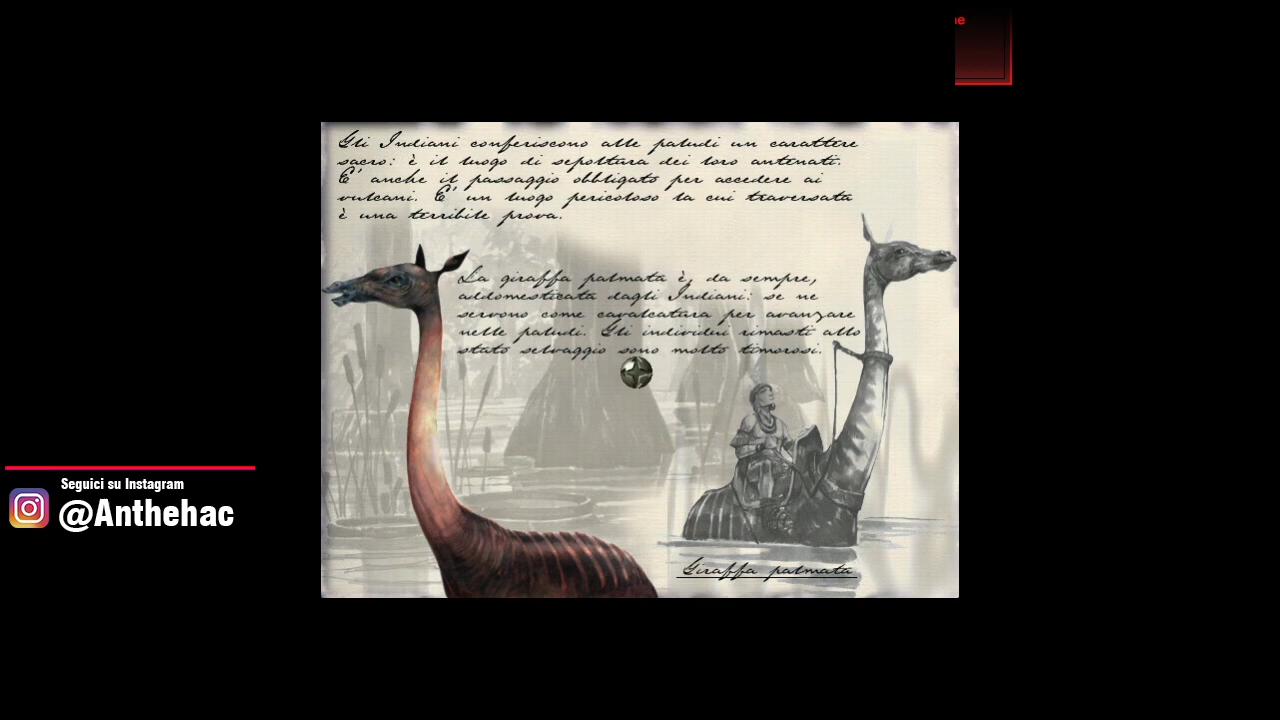 ne
Gli Indiani conferiscono alle paludi un carattere
sacro: è il luogo di sepoltura dei loro antenati.
E' anche il passaggio obbligato per accedere ai
vulcani. E' un luogo pericoloso la cui traversata
è una terribile prova.
La giraffa palmata è, da sempre,
addomesticata dagli Indiani: se ne
servono come cavalcatura per avanzare
nelle paludi. Gli individui rimasti allo
stato selvaggio sono molto timorosi.
Seguici su Instagram
@Anthehac
Giraffa palmata